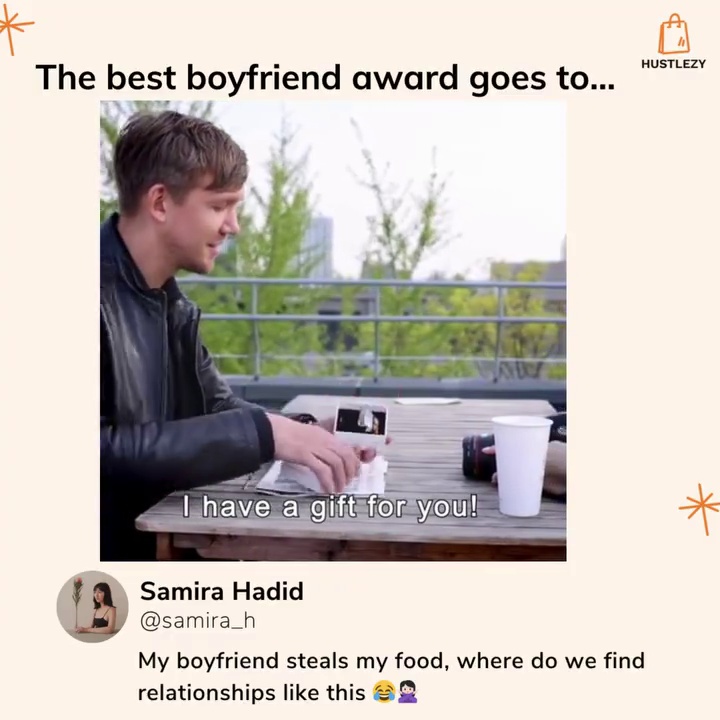 HUSTLEZY
The best boyfriend award goes to...
I have a gift for you!
Samira Hadid
@samira_h
My boyfriend steals my food, where do we find
relationships like this 😂🤦🏻‍♀️